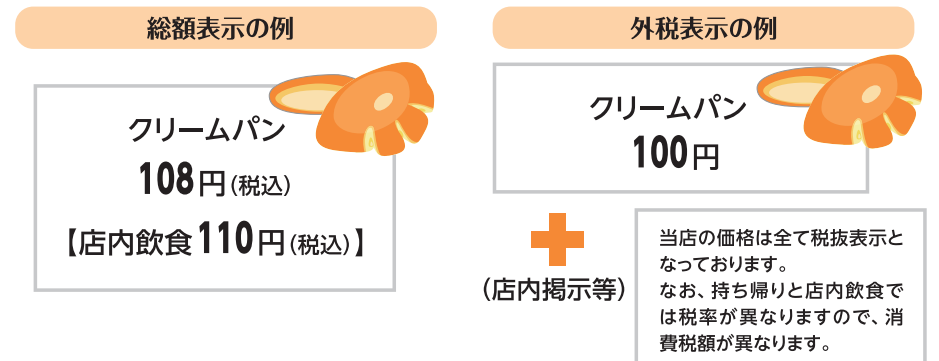 総額表示の例
クリームパン
108円（税込）
【店内飲食110円（税込）】
外税表示の例
クリームパン
100円
＋
（店内掲示等）
当店の価格は全て税抜表示と
なっております。
なお、持ち帰りと店内飲食で
は税率が異なりますので、消
費税額が異なります。